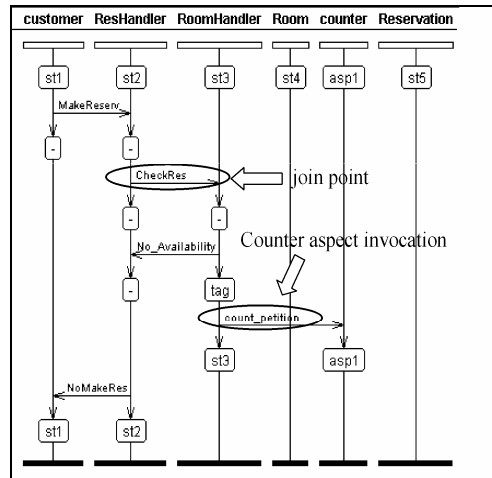 customer ResHandler RoomHandler Room counter Reservation
st1 st2 st3 st4 asp1 st5
MakeReserv
- -
CheckRes
join point
- -
No_Availability
Counter aspect invocation
- tag
count_petition
st3 asp1
NoMakeRes
st1 st2